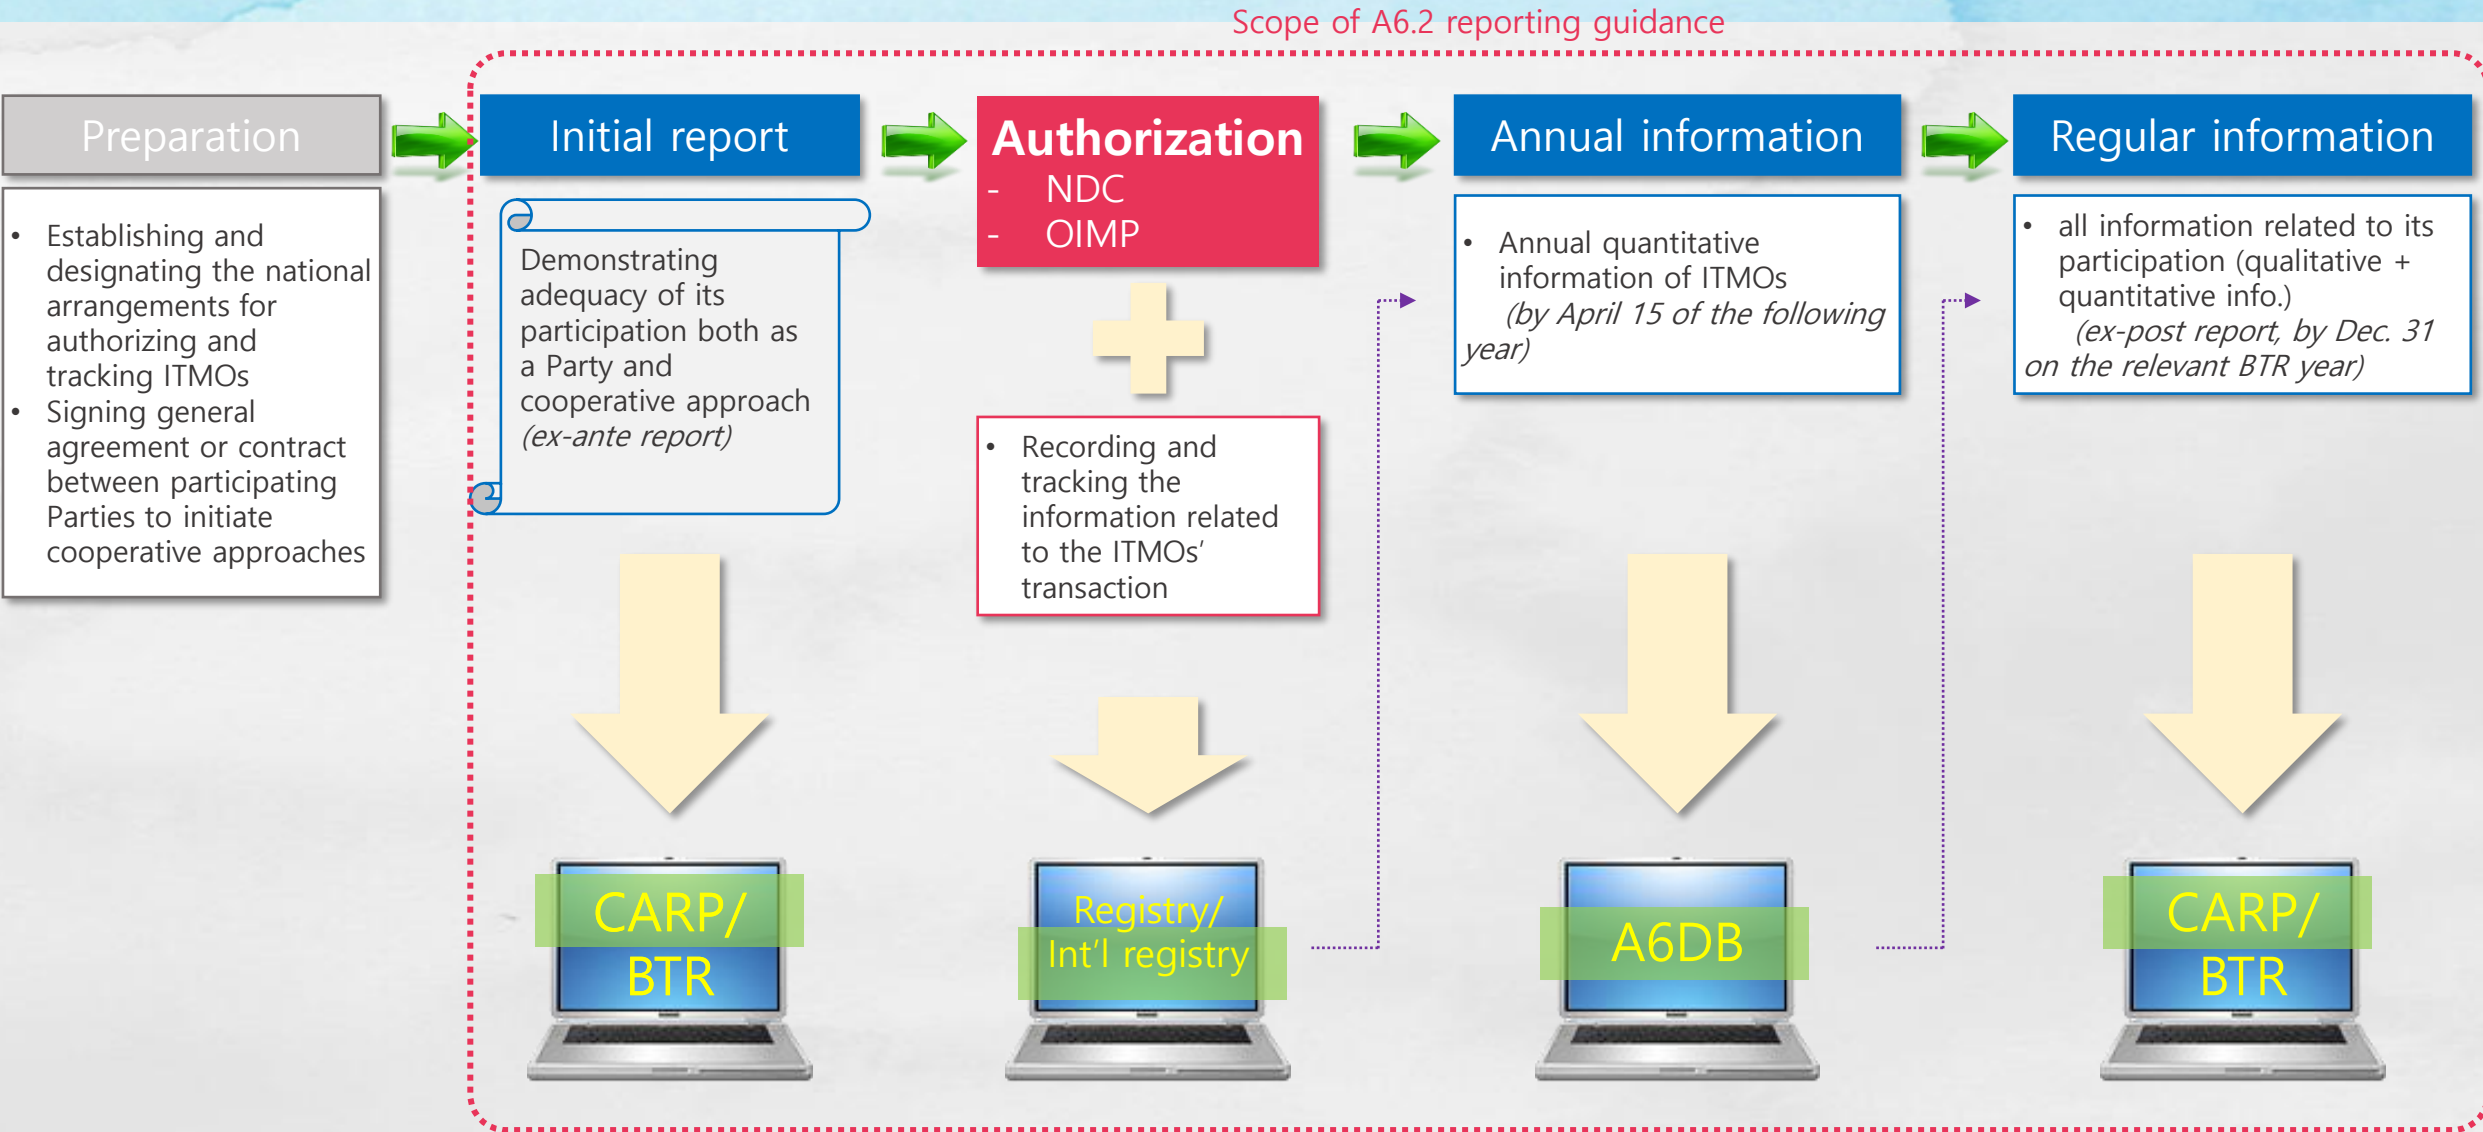 Scope of A6.2 reporting guidance
Preparation
• Establishing and
designating the national
arrangements for
authorizing and
tracking ITMOs
• Signing general
agreement or contract
between participating
Parties to initiate
cooperative approaches
Initial report
Demonstrating
adequacy of its
participation both as
a Party and
cooperative approach
(ex-ante report)
CARP/
BTR
Authorization
- NDC
- OIMP
• Recording and
tracking the
information related
to the ITMOs’
transaction
Registry/
Int’l registry
Annual information
• Annual quantitative
information of ITMOs
(by April 15 of the following
year)
A6DB
Regular information
• all information related to its
participation (qualitative +
quantitative info.)
(ex-post report, by Dec. 31
on the relevant BTR year)
CARP/
BTR